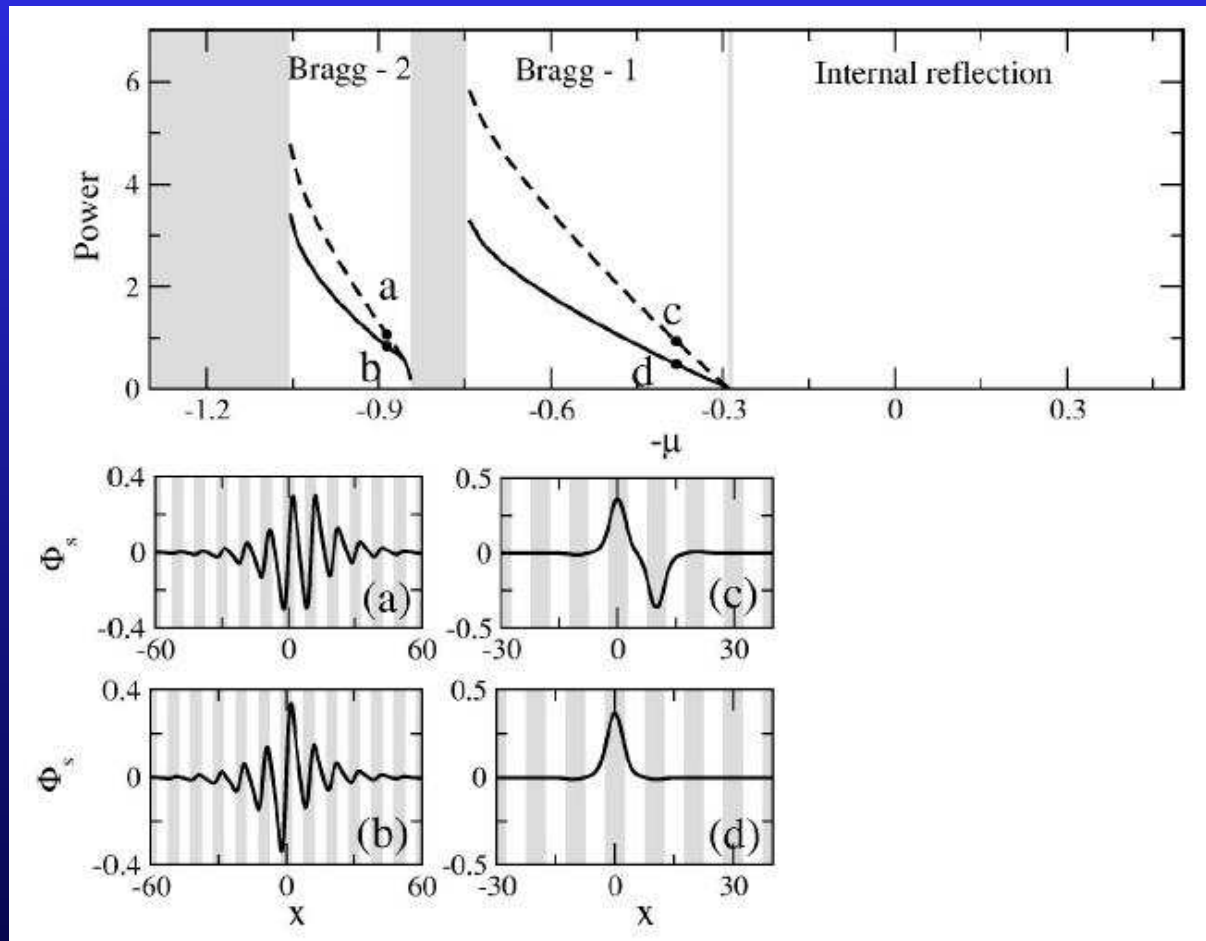 Bragg - 2 Bragg - 1 Internal reflection
6
4
2
0
Power
a
b
c
d
-1.2 -0.9 -0.6 -0.3 0 0.3
-μ
0.4 0.5
0 0
-0.4 -0.5
Φs
(a) (c)
-60 0 60 -30 0 30
0.4 0.5
0 0
-0.4 -0.5
Φs
(b) (d)
-60 0 60 -30 0 30
x x